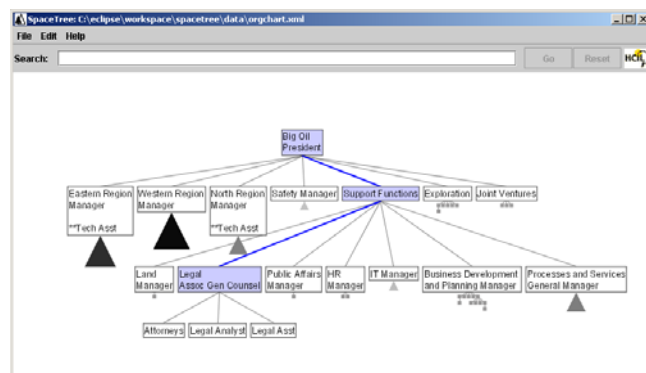 SpaceTree: C:\eclipse\workspace\spacetree\data\orgchart.xml
File Edit Help
Search:
Go
Reset
HCIL
Big Oil
President
Eastern Region
Manager
**Tech Asst
Western Region
Manager
North Region
Manager
**Tech Asst
Safety Manager
Support Functions
Exploration
Joint Ventures
Land
Manager
Legal
Assoc Gen Counsel
Public Affairs
Manager
HR
Manager
IT Manager
Business Development
and Planning Manager
Processes and Services
General Manager
Attorneys
Legal Analyst
Legal Asst